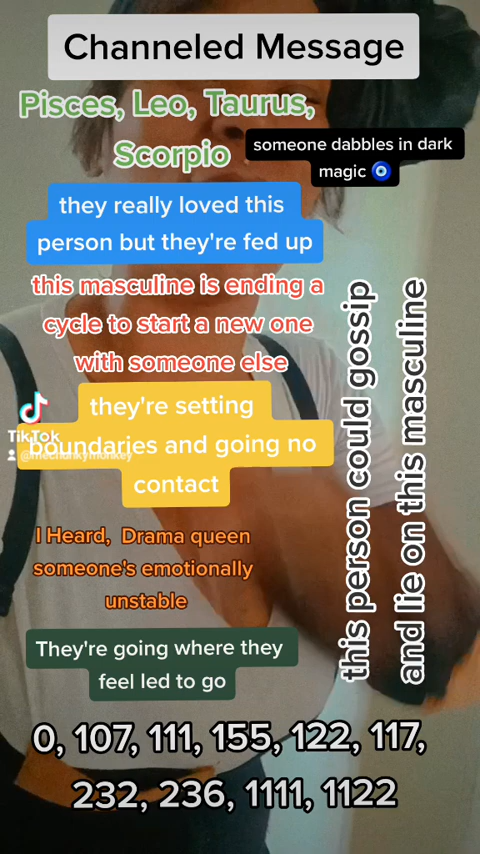 Channeled Message
Pisces, Leo, Taurus,
Scorpio
someone dabbles in dark
magic 🧿
they really loved this
person but they're fed up
this masculine is ending a
cycle to start a new one
with someone else
they're setting
boundaries and going no
contact
this person could gossip
and lie on this masculine
TikTok
@mechunkymonkey
I Heard, Drama queen
someone's emotionally
unstable
They're going where they
feel led to go
0, 107, 111, 155, 122, 117,
232, 236, 1111, 1122